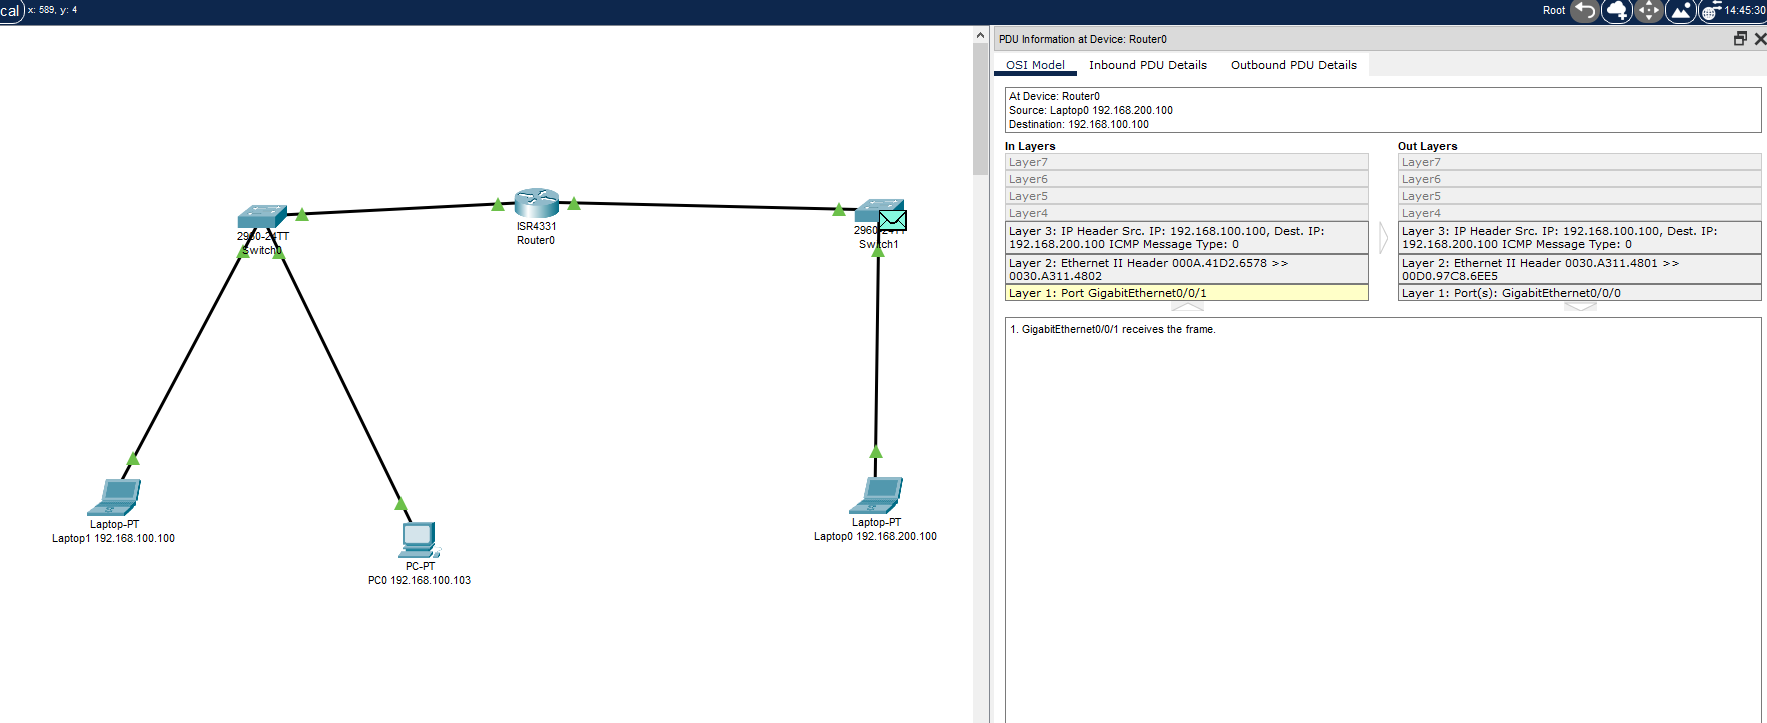 cal x: 589, y: 4
Root 14:45:30
2960-24TT
Switch0
ISR4331
Router0
Switch1
Laptop-PT
Laptop1 192.168.100.100
PC-PT
PC0 192.168.100.103
Laptop-PT
Laptop0 192.168.200.100
PDU Information at Device: Router0
OSI Model Inbound PDU Details Outbound PDU Details
At Device: Router0
Source: Laptop0 192.168.200.100
Destination: 192.168.100.100
In Layers
Layer7
Layer6
Layer5
Layer4
Layer 3: IP Header Src. IP: 192.168.100.100, Dest. IP:
192.168.200.100 ICMP Message Type: 0
Layer 2: Ethernet II Header 000A.41D2.6578 >>
0030.A311.4802
Layer 1: Port GigabitEthernet0/0/1
Out Layers
Layer7
Layer6
Layer5
Layer4
Layer 3: IP Header Src. IP: 192.168.100.100, Dest. IP:
192.168.200.100 ICMP Message Type: 0
Layer 2: Ethernet II Header 0030.A311.4801 >>
00D0.97C8.6EE5
Layer 1: Port(s): GigabitEthernet0/0/0
1. GigabitEthernet0/0/1 receives the frame.